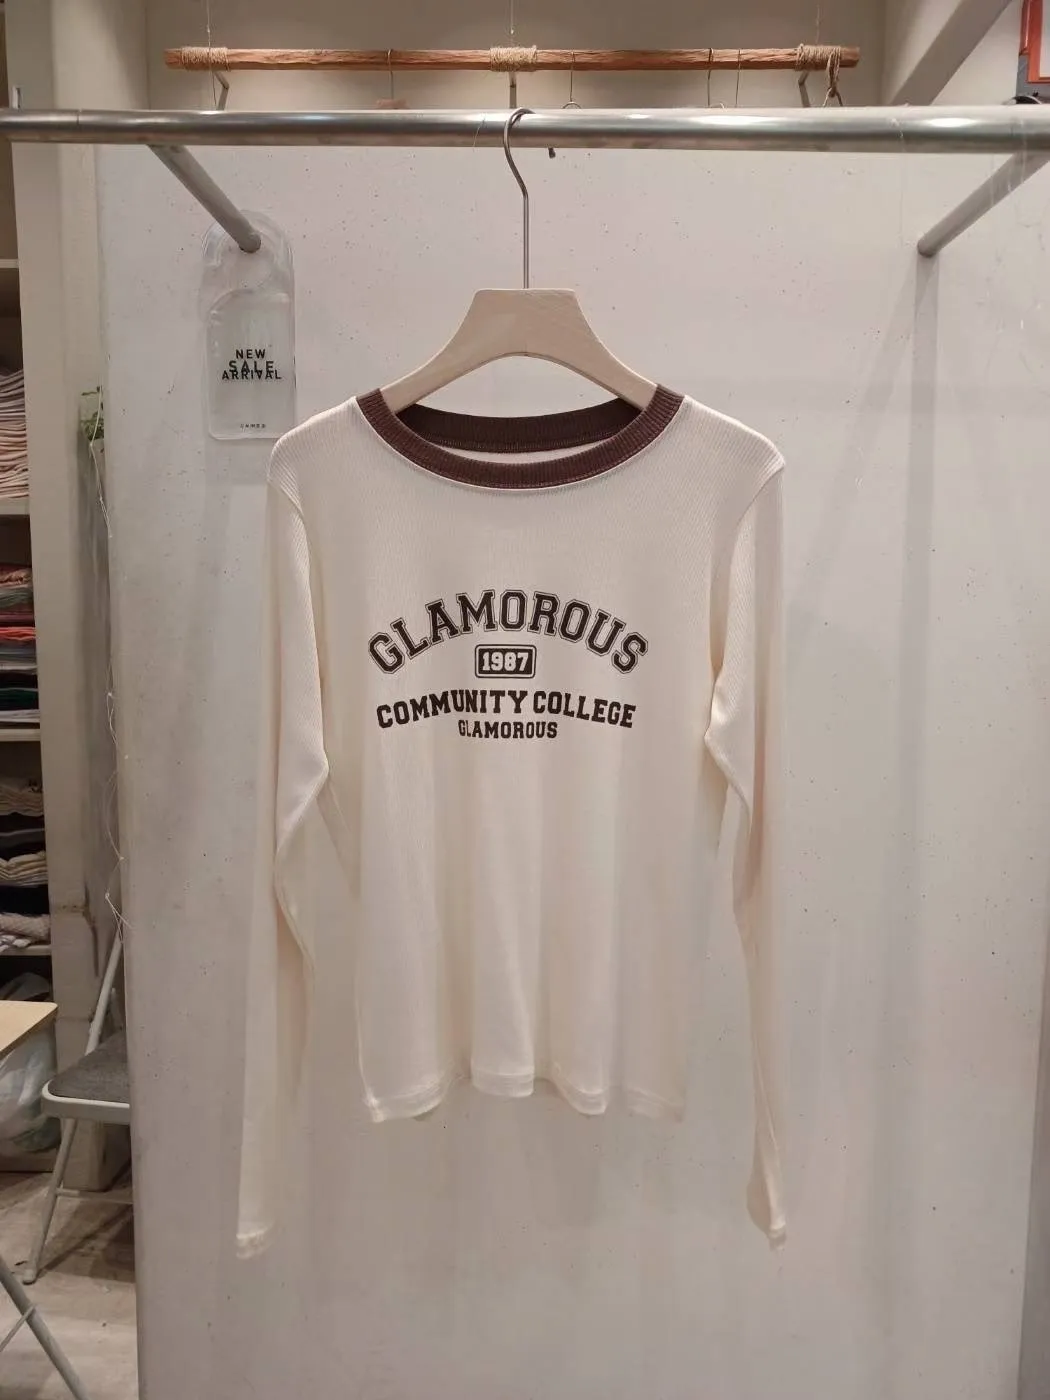 NEW
SALE
ARRIVAL
GLAMOROUS
1987
COMMUNITY COLLEGE
GLAMOROUS